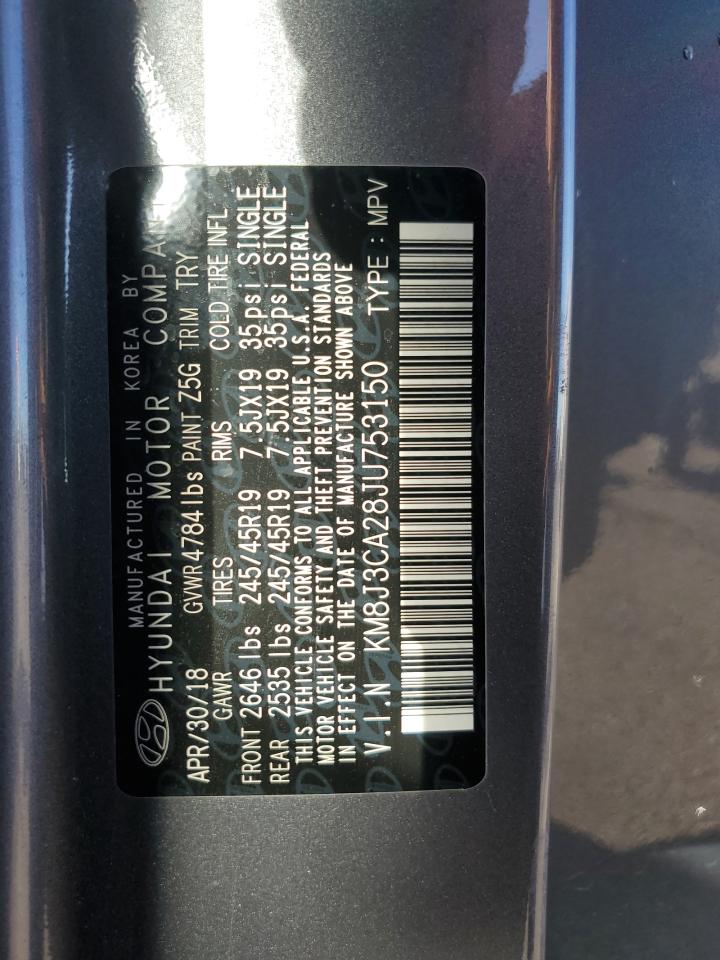 MANUFACTURED IN KOREA BY
HYUNDAI MOTOR COMPA
APR/30/18 GVWR 4784 lbs PAINT Z5G TRIM TRY
GAWR TIRES RMS COLD TIRE INFL
FRONT 2646 lbs 245/45R19 7.5JX19 35psi SINGLE
REAR 2535 lbs 245/45R19 7.5JX19 35psi SINGLE
THIS VEHICLE CONFORMS TO ALL APPLICABLE U.S.A. FEDERAL
MOTOR VEHICLE SAFETY AND THEFT PREVENTION STANDARDS
IN EFFECT ON THE DATE OF MANUFACTURE SHOWN ABOVE
V.I.N KM8J3CA28JU753150 TYPE : MPV